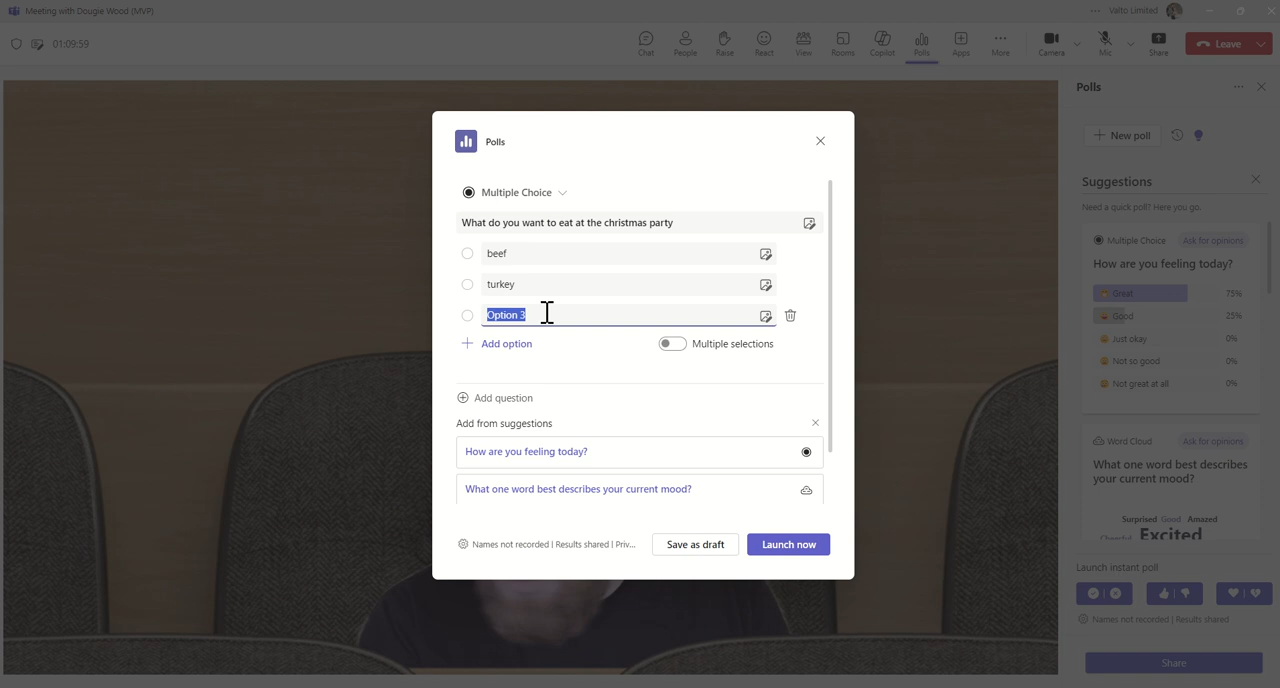 Meeting with Dougie Wood (MVP)
Valto Limited
01:09:59
Chat
People
Raise
React
View
Rooms
Copilot
Polls
Apps
More
Camera
Mic
Share
Leave
Polls
Multiple Choice
What do you want to eat at the christmas party
beef
turkey
Option 3
Add option
Multiple selections
Add question
Add from suggestions
How are you feeling today?
What one word best describes your current mood?
Names not recorded | Results shared | Priv...
Save as draft
Launch now
Polls
New poll
Suggestions
Need a quick poll? Here you go.
Multiple Choice
Ask for opinions
How are you feeling today?
Great 75%
Good 25%
Just okay 0%
Not so good 0%
Not great at all 0%
Word Cloud
Ask for opinions
What one word best describes
your current mood?
Surprised Good Amazed
Cheerful Excited
Launch instant poll
Names not recorded | Results shared
Share